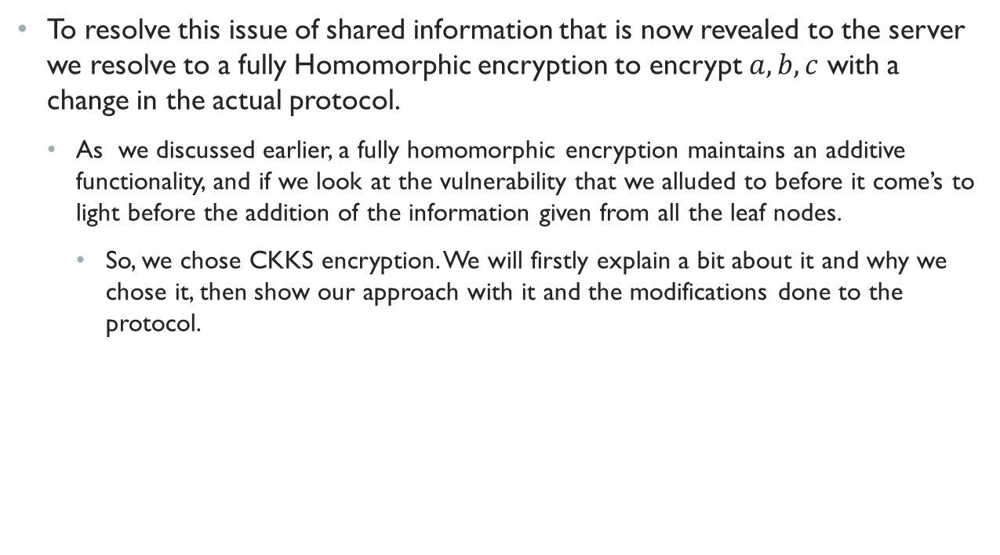 • To resolve this issue of shared information that is now revealed to the server
we resolve to a fully Homomorphic encryption to encrypt 𝑎, 𝑏, 𝑐 with a
change in the actual protocol.
• As we discussed earlier, a fully homomorphic encryption maintains an additive
functionality, and if we look at the vulnerability that we alluded to before it come’s to
light before the addition of the information given from all the leaf nodes.
• So, we chose CKKS encryption. We will firstly explain a bit about it and why we
chose it, then show our approach with it and the modifications done to the
protocol.